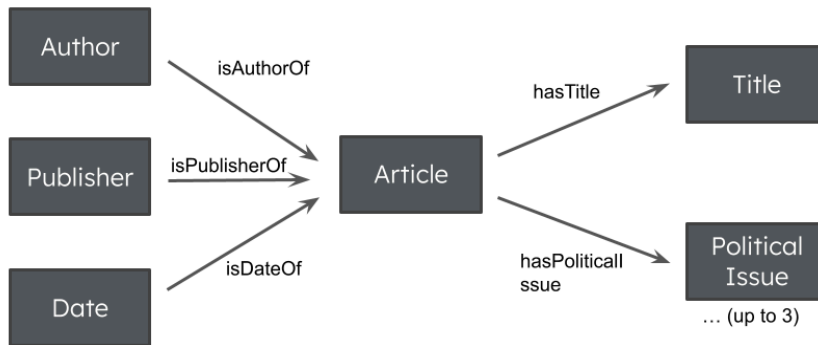 Author
isAuthorOf
hasTitle
Title
Publisher
isPublisherOf
Article
isDateOf
hasPoliticalI
ssue
Political
Issue
Date
... (up to 3)